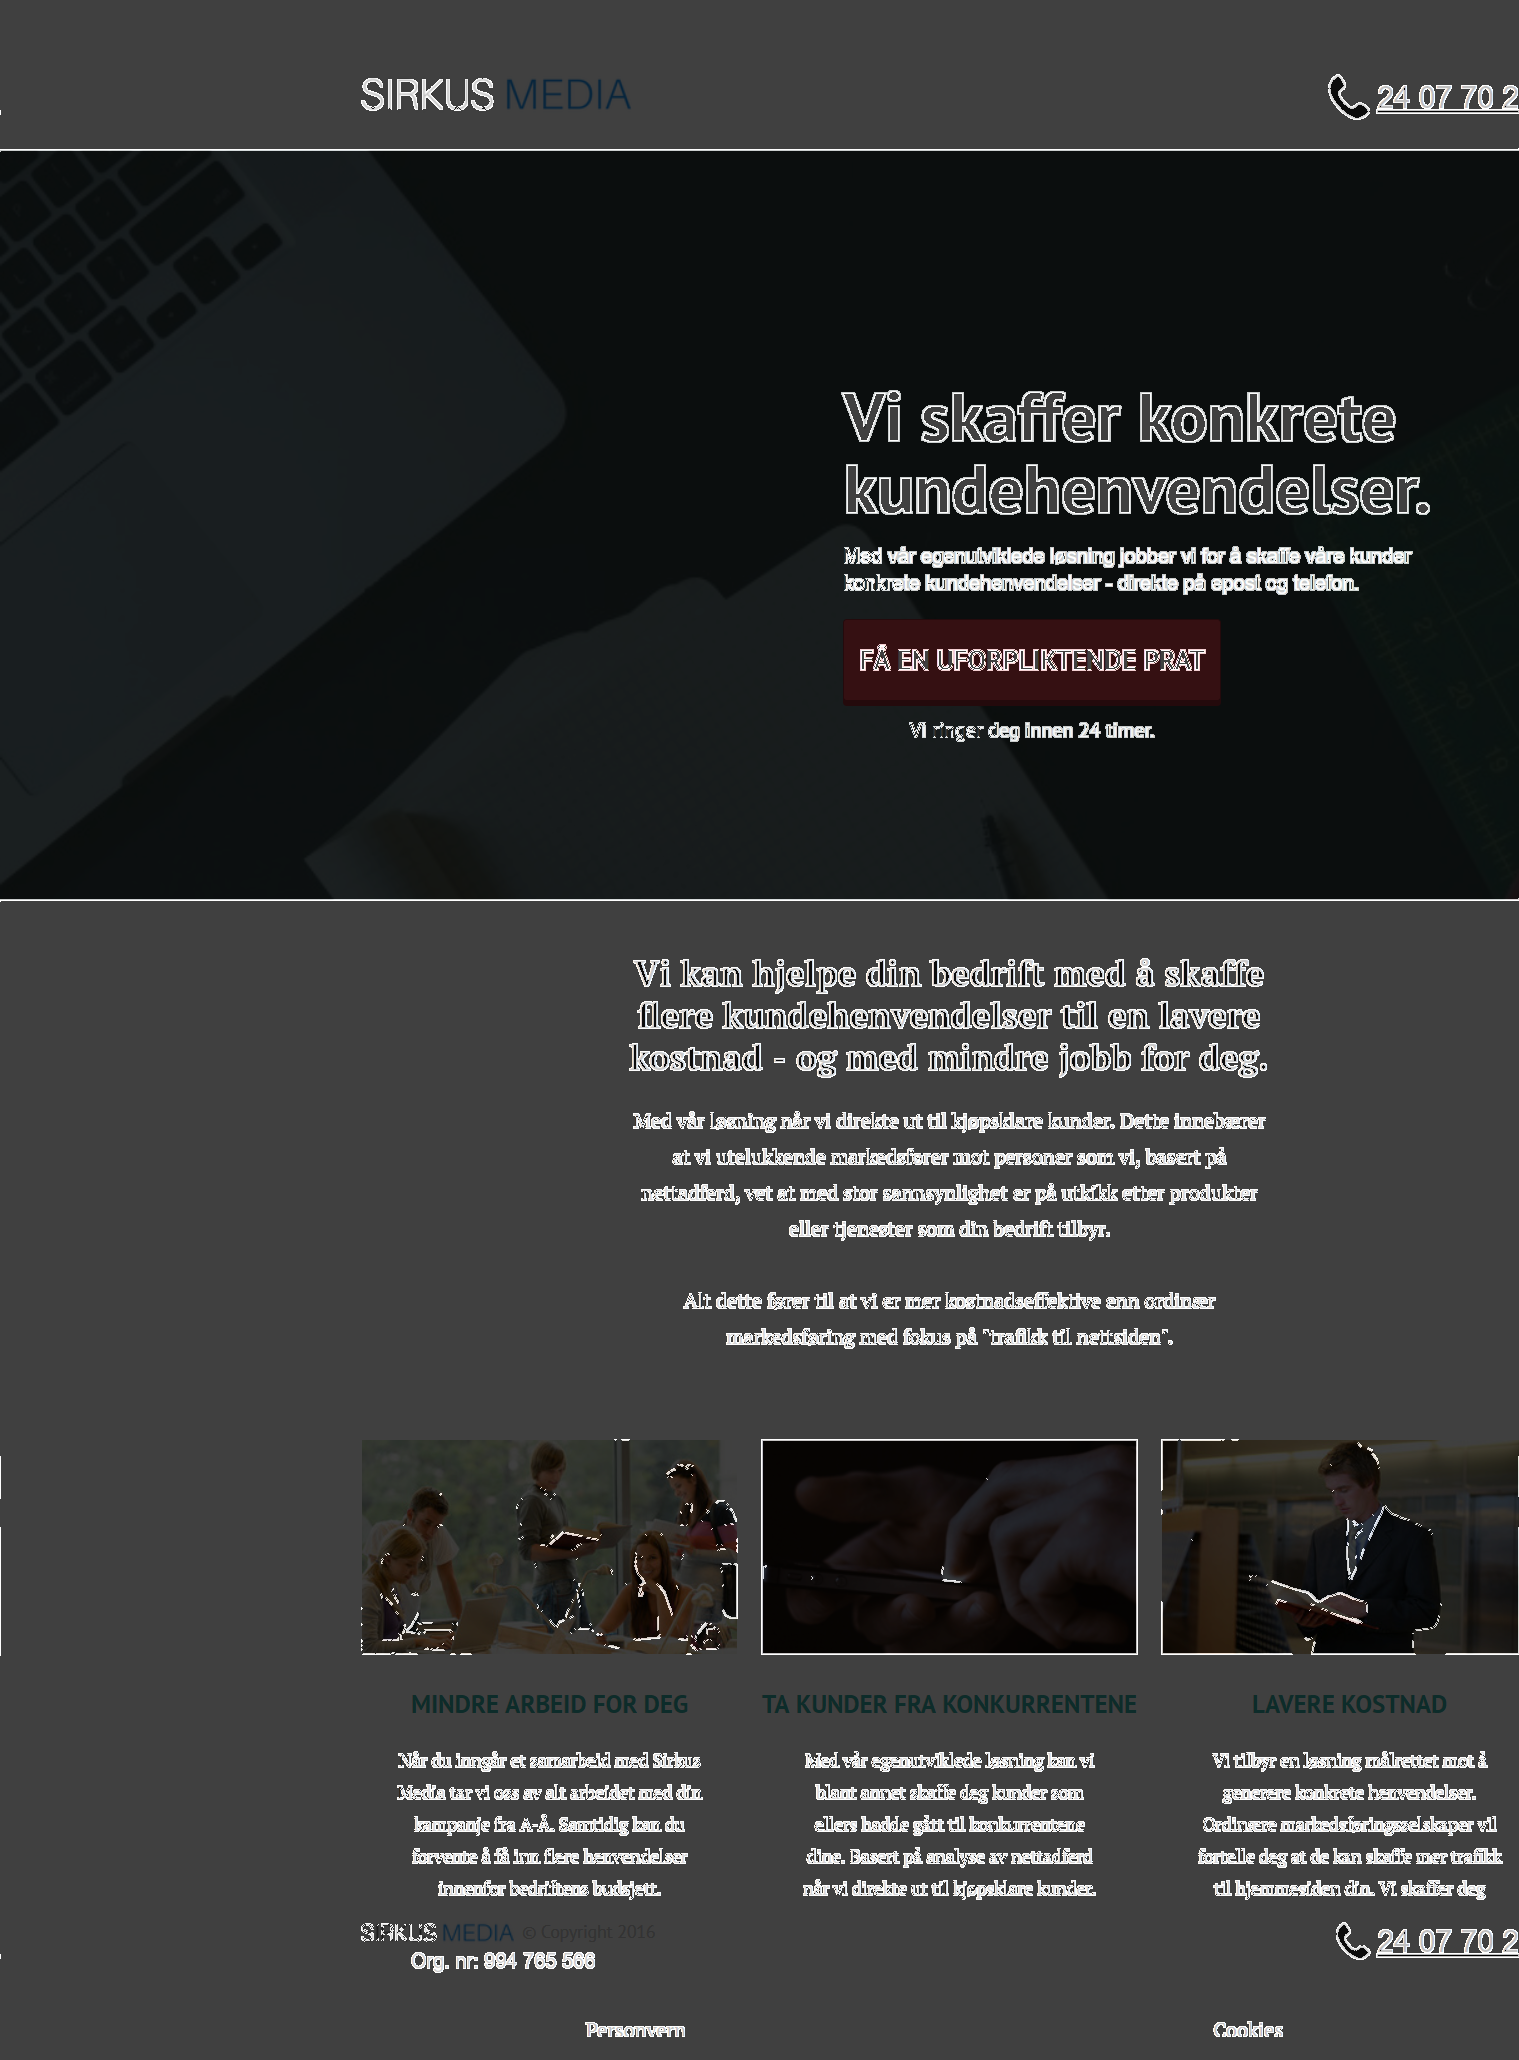 SIRKUS MEDIA
24 07 70 2
Vi skaffer konkrete
kundehenvendelser.
Med vår egenutviklede løsning jobber vi for å skaffe våre kunder
konkrete kundehenvendelser - direkte på epost og telefon.
FÅ EN UFORPLIKTENDE PRAT
Vi ringer deg innen 24 timer.
Vi kan hjelpe din bedrift med å skaffe
flere kundehenvendelser til en lavere
kostnad - og med mindre jobb for deg.
Med vår løsning når vi direkte ut til kjøpsklare kunder. Dette innebærer
at vi utelukkende markedsfører mot personer som vi, basert på
nettadferd, vet at med stor sannsynlighet er på utkikk etter produkter
eller tjenester som din bedrift tilbyr.
Alt dette fører til at vi er mer kostnadseffektive enn ordinær
markedsføring med fokus på "trafikk til nettsiden".
MINDRE ARBEID FOR DEG
Når du inngår et samarbeid med Sirkus
Media tar vi oss av alt arbeidet med din
kampanje fra A-Å. Samtidig kan du
forvente å få inn flere henvendelser
innenfor bedriftens budsjett.
TA KUNDER FRA KONKURRENTENE
Med vår egenutviklede løsning kan vi
blant annet skaffe deg kunder som
ellers hadde gått til konkurrentene
dine. Basert på analyse av nettadferd
når vi direkte ut til kjøpsklare kunder.
LAVERE KOSTNAD
Vi tilbyr en løsning målrettet mot å
generere konkrete henvendelser.
Ordinære markedsføringsselskaper vil
fortelle deg at de kan skaffe mer trafikk
til hjemmesiden din. Vi skaffer deg
SIRKUS MEDIA © Copyright 2016
24 07 70 2
Org. nr: 994 765 566
Personvern
Cookies